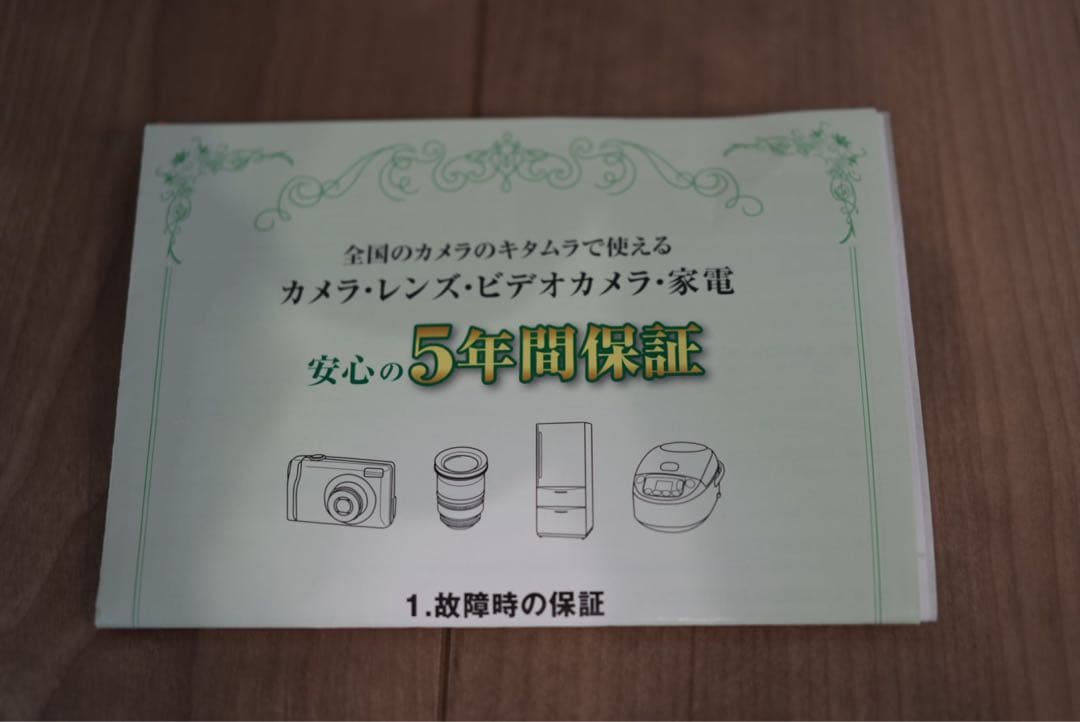 全国のカメラのキタムラで使える
カメラ・レンズ・ビデオカメラ・家電
安心の5年間保証
1.故障時の保証